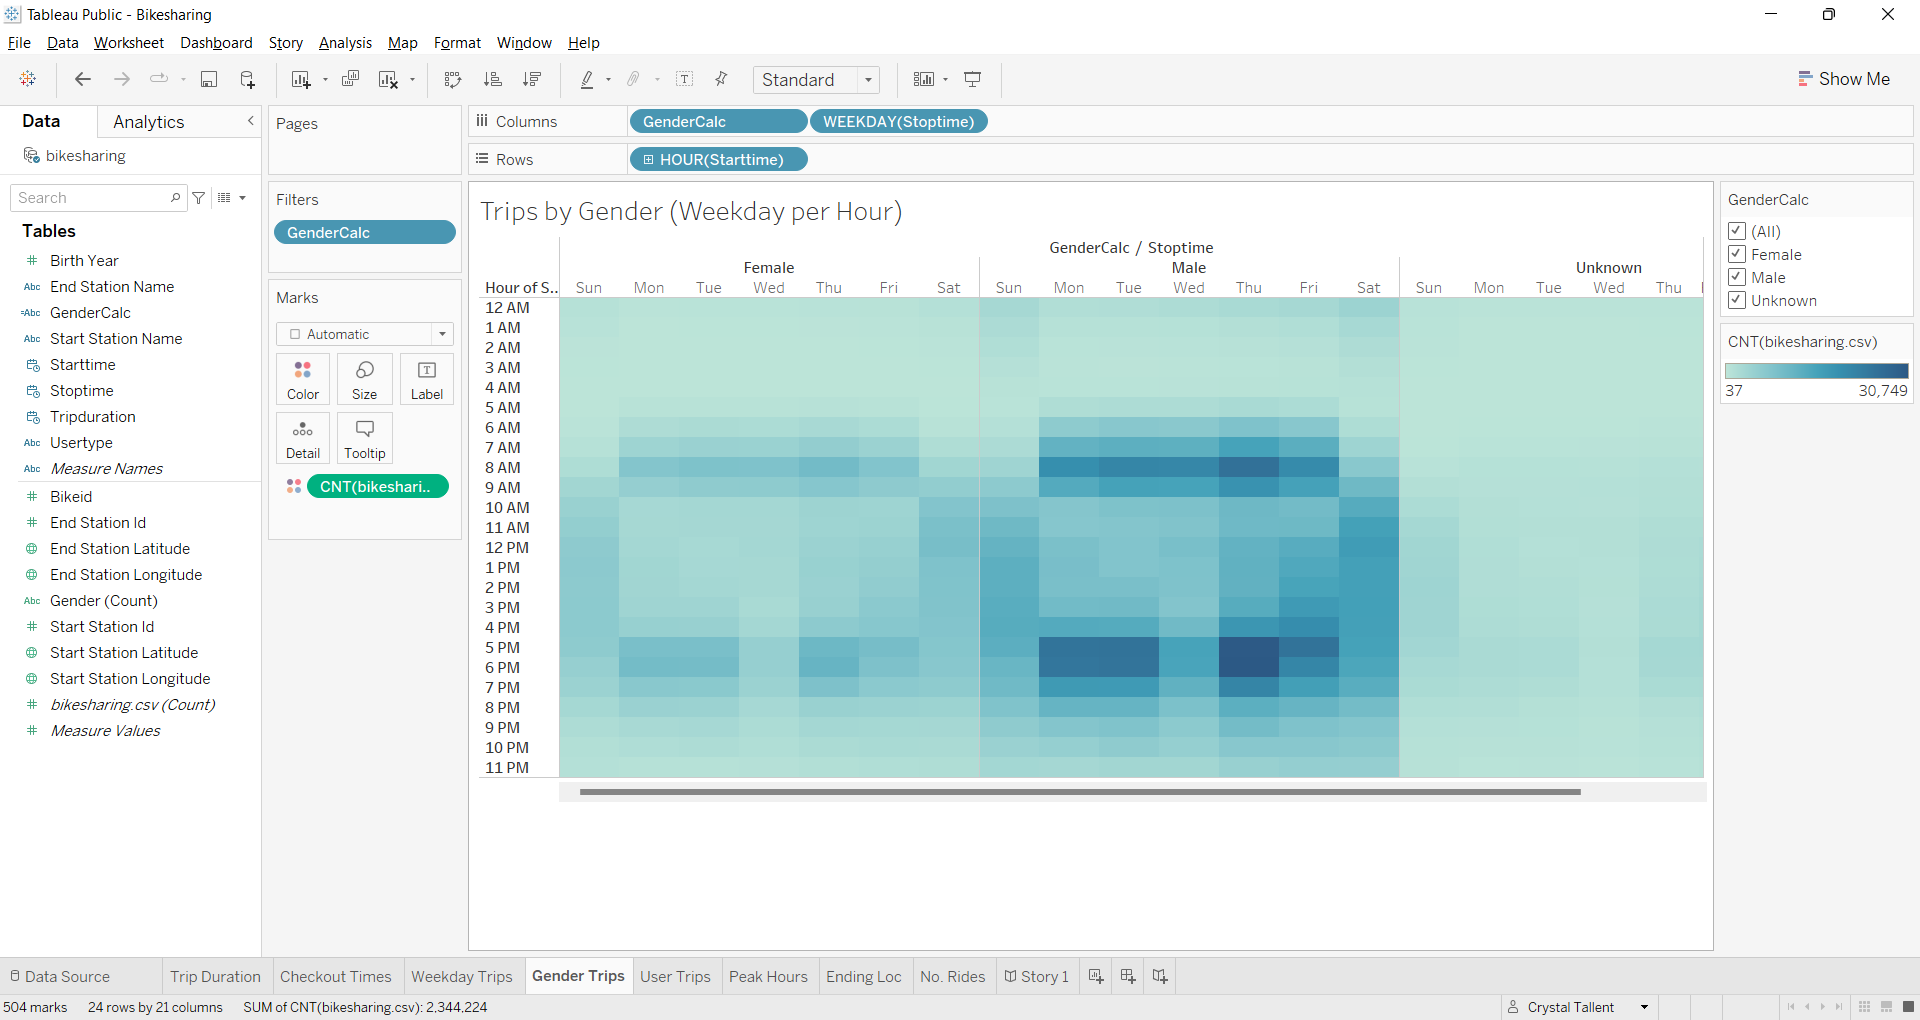 Tableau Public - Bikesharing
File Data Worksheet Dashboard Story Analysis Map Format Window Help
Standard
Show Me
Data
Analytics
bikesharing
Search
Tables
Birth Year
Abc End Station Name
=Abc GenderCalc
Abc Start Station Name
Starttime
Stoptime
Tripduration
Abc Usertype
Abc Measure Names
Bikeid
End Station Id
End Station Latitude
End Station Longitude
Abc Gender (Count)
Start Station Id
Start Station Latitude
Start Station Longitude
bikesharing.csv (Count)
Measure Values
Pages
Filters
GenderCalc
Marks
Automatic
Color Size Label
Detail Tooltip
CNT(bikeshari..
Columns GenderCalc WEEKDAY(Stoptime)
Rows HOUR(Starttime)
Trips by Gender (Weekday per Hour)
GenderCalc / Stoptime
Female Male Unknown
Hour of S.. Sun Mon Tue Wed Thu Fri Sat Sun Mon Tue Wed Thu Fri Sat Sun Mon Tue Wed Thu
12 AM
1 AM
2 AM
3 AM
4 AM
5 AM
6 AM
7 AM
8 AM
9 AM
10 AM
11 AM
12 PM
1 PM
2 PM
3 PM
4 PM
5 PM
6 PM
7 PM
8 PM
9 PM
10 PM
11 PM
GenderCalc
(All)
Female
Male
Unknown
CNT(bikesharing.csv)
37 30,749
Data Source Trip Duration Checkout Times Weekday Trips Gender Trips User Trips Peak Hours Ending Loc No. Rides Story 1
504 marks 24 rows by 21 columns SUM of CNT(bikesharing.csv): 2,344,224
Crystal Tallent